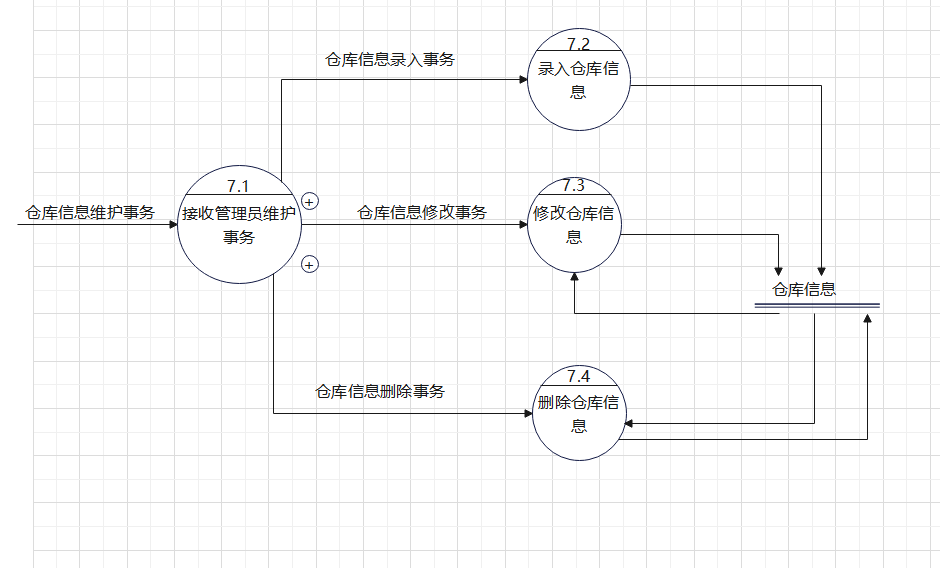 仓库信息录入事务
7.2
录入仓库信
息
7.1
接收管理员维护
事务
仓库信息维护事务
+
仓库信息修改事务
7.3
修改仓库信
息
+
仓库信息
仓库信息删除事务
7.4
删除仓库信
息